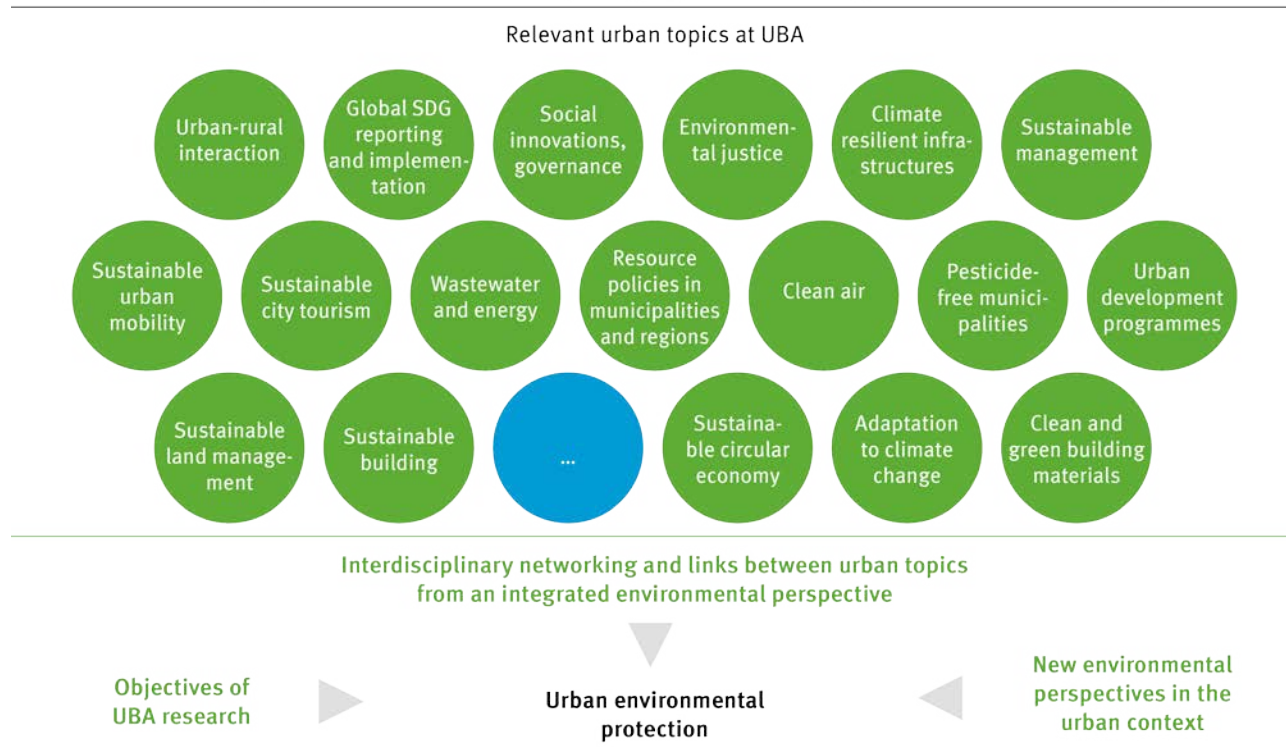 Relevant urban topics at UBA
Urban-rural
interaction
Global SDG
reporting
and implemen-
tation
Social
innovations,
governance
Environmen-
tal justice
Climate
resilient infra-
structures
Sustainable
management
Sustainable
urban
mobility
Sustainable
city tourism
Wastewater
and energy
Resource
policies in
municipalities
and regions
Clean air
Pesticide-
free munici-
palities
Urban
development
programmes
Sustainable
land manage-
ment
Sustainable
building
...
Sustaina-
ble circular
economy
Adaptation
to climate
change
Clean and
green building
materials
Interdisciplinary networking and links between urban topics
from an integrated environmental perspective
Objectives of
UBA research
Urban environmental
protection
New environmental
perspectives in the
urban context